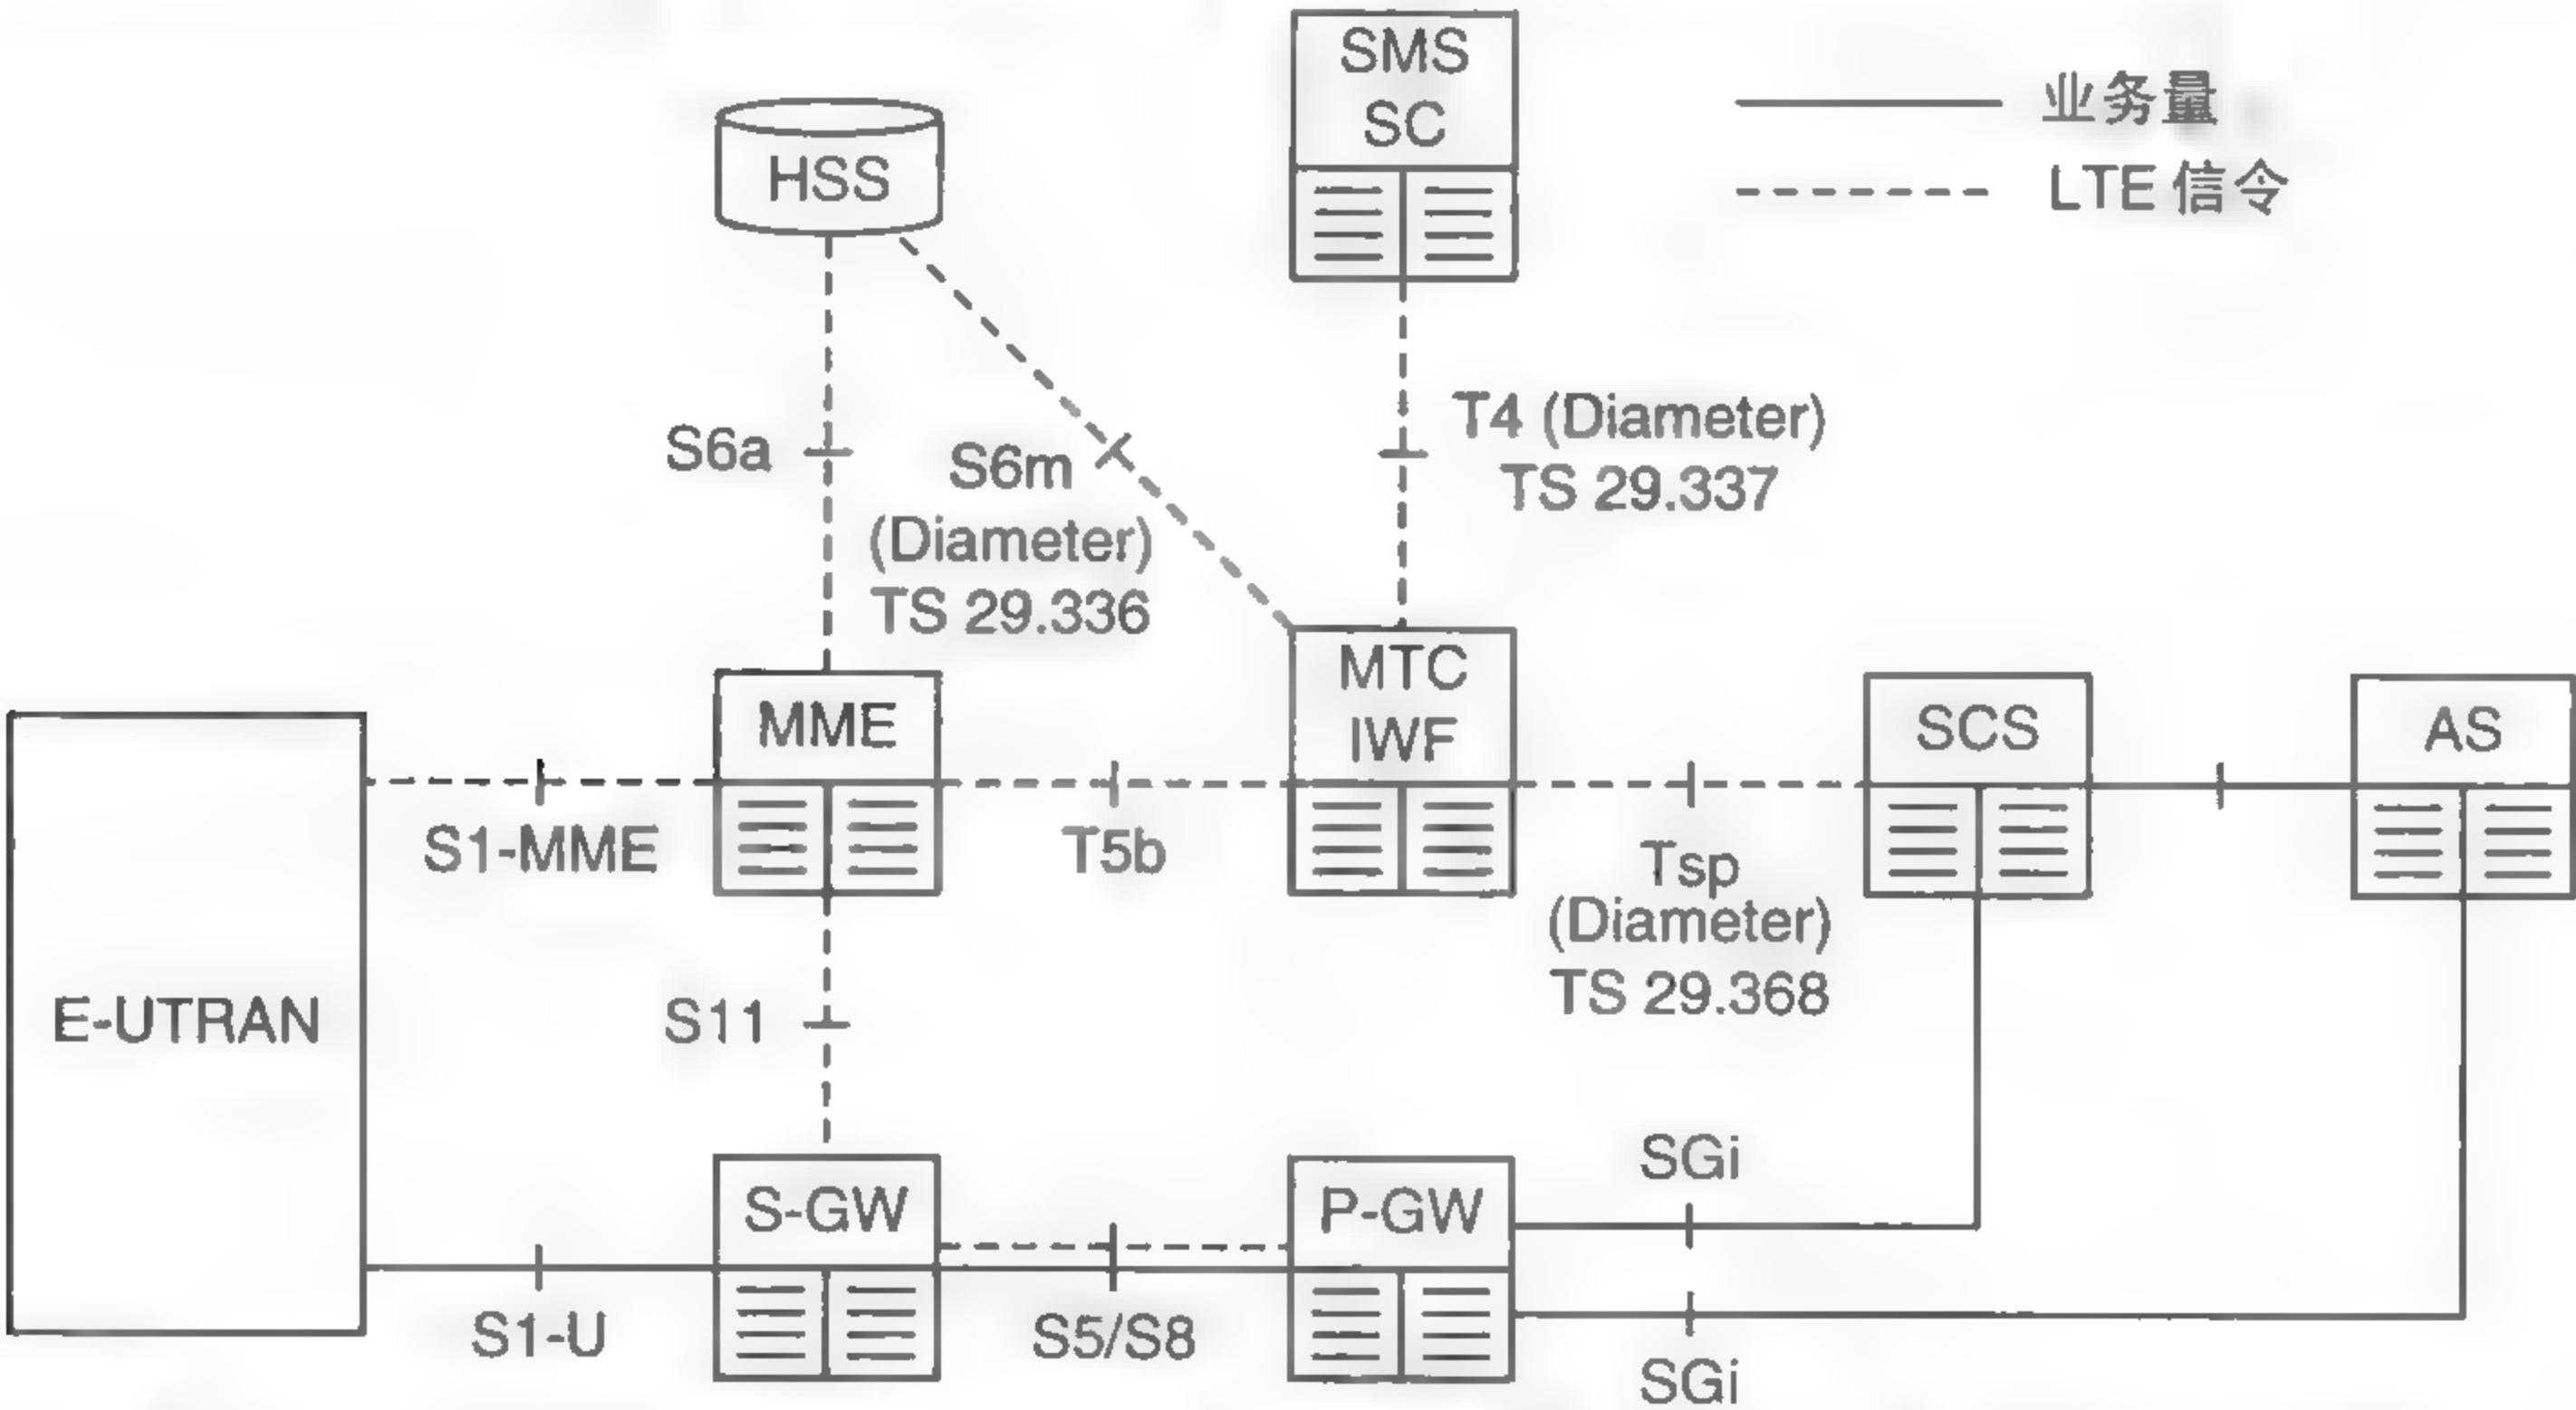 SMS
SC
业务量
HSS
LTE 信令
S6a
S6m
(Diameter)
TS 29.336
T4 (Diameter)
TS 29.337
MME
MTC
IWF
SCS
AS
S1-MME
T5b
Tsp
(Diameter)
TS 29.368
E-UTRAN
S11
SGi
S-GW
P-GW
S1-U
S5/S8
SGi